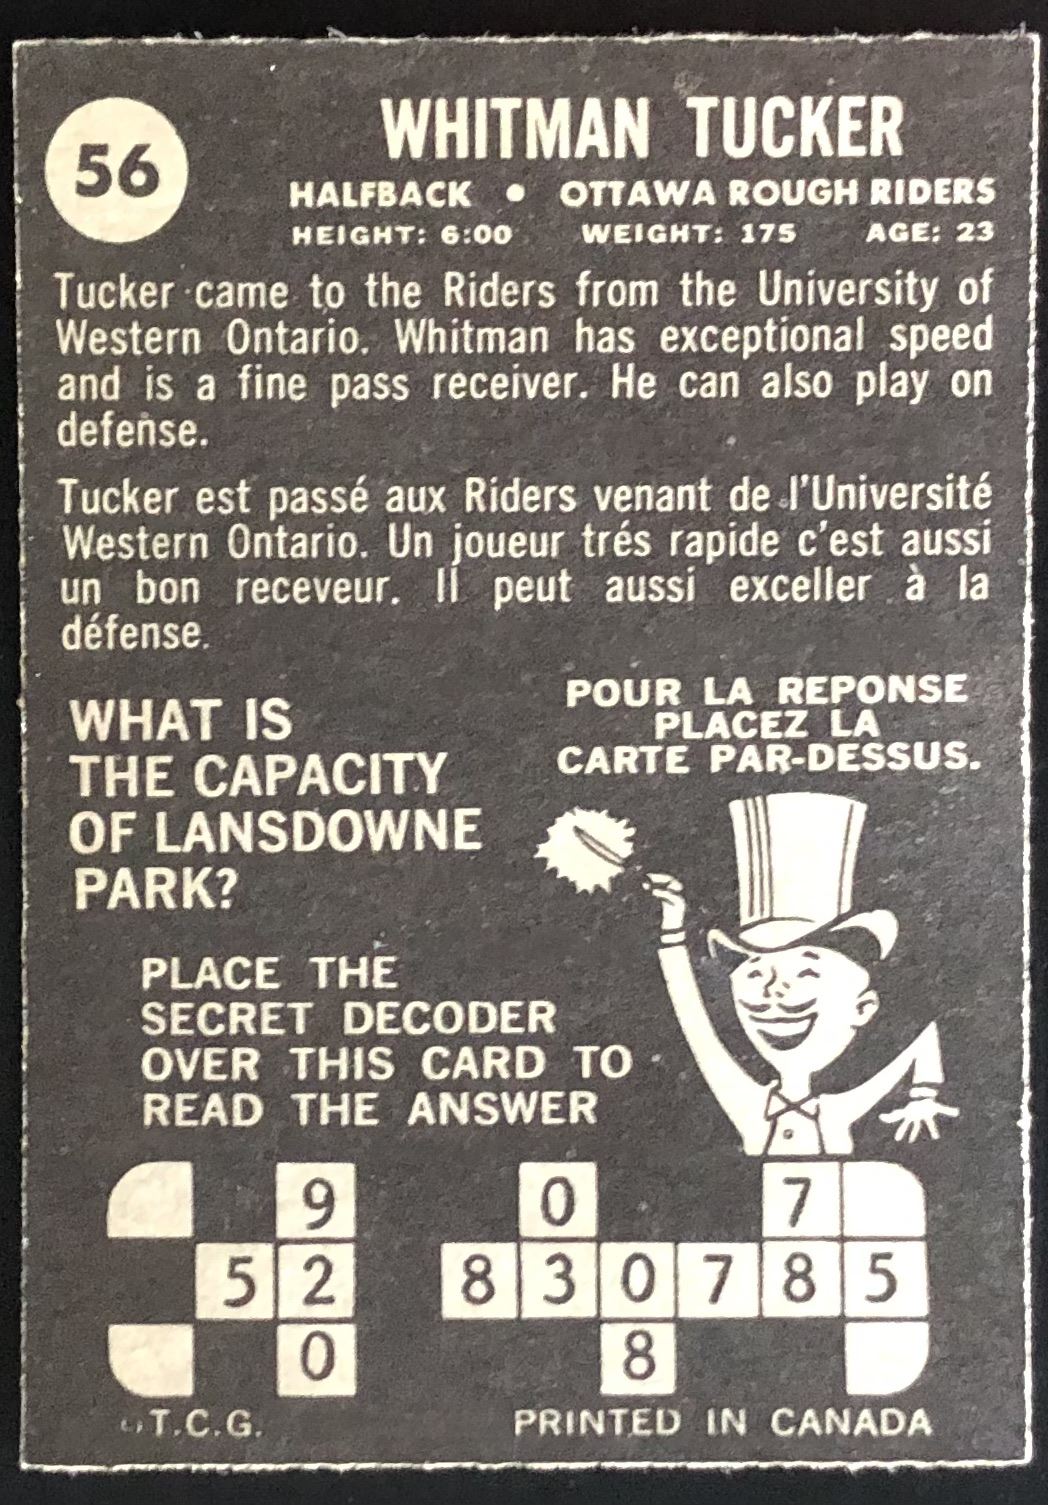 56
WHITMAN TUCKER
HALFBACK • OTTAWA ROUGH RIDERS
HEIGHT: 6:00 WEIGHT: 175 AGE: 23
Tucker came to the Riders from the University of
Western Ontario. Whitman has exceptional speed
and is a fine pass receiver. He can also play on
defense.
Tucker est passé aux Riders venant de l'Université
Western Ontario. Un joueur trés rapide c'est aussi
un bon receveur. Il peut aussi exceller à la
défense.
WHAT IS
THE CAPACITY
OF LANSDOWNE
PARK?
POUR LA REPONSE
PLACEZ LA
CARTE PAR-DESSUS.
PLACE THE
SECRET DECODER
OVER THIS CARD TO
READ THE ANSWER
9 0 7
5 2 8 3 0 7 8 5
0 8
©T.C.G. PRINTED IN CANADA